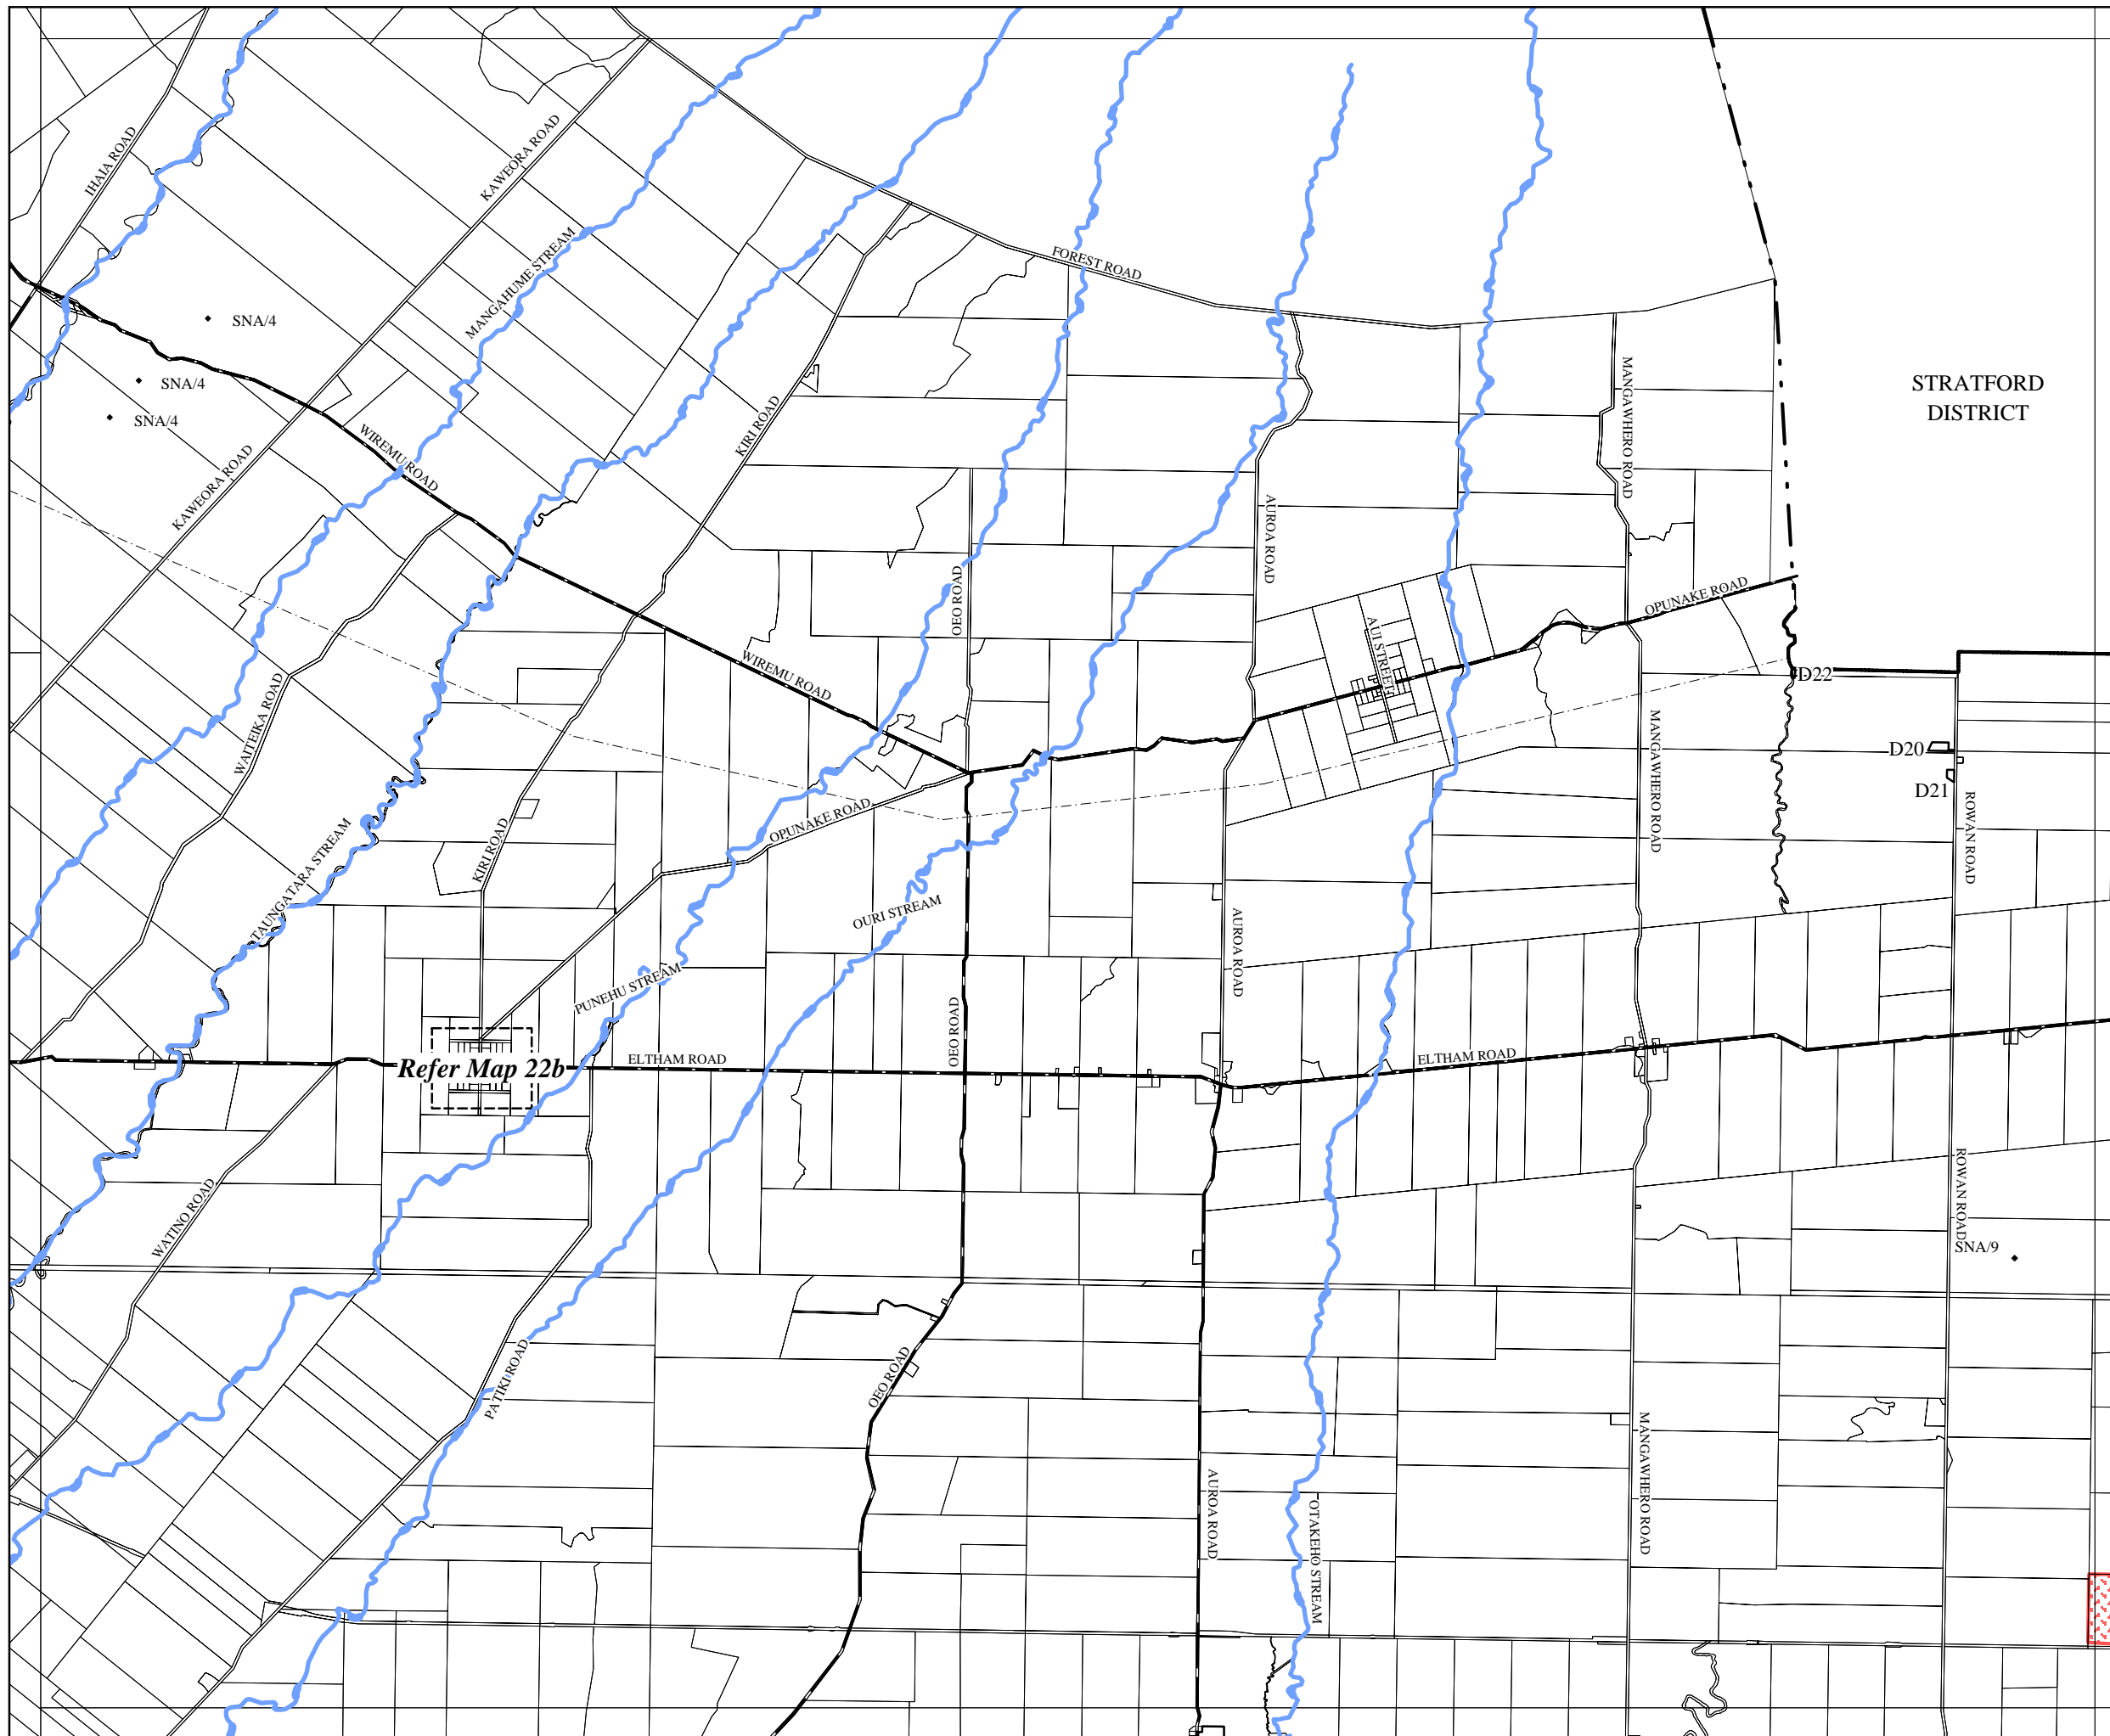 IHAIA ROAD
KAWEORA ROAD
MANGAHUME STREAM
FOREST ROAD
SNA/4
SNA/4
SNA/4
STRATFORD
DISTRICT
MANGAWHERO ROAD
KIRI ROAD
WIREMU ROAD
KAWEORA ROAD
AUROA ROAD
OEO ROAD
OPUNAKE ROAD
AUI STREET
WIREMU ROAD
D22
WAITEIKA ROAD
MANGAWHERO ROAD
D20
D21
ROWAN ROAD
OPUNAKE ROAD
KIRI ROAD
TAUNGATARA STREAM
OURI STREAM
AUROA ROAD
PUNEHU STREAM
OEO ROAD
Refer Map 22b
ELTHAM ROAD
ELTHAM ROAD
WATINO ROAD
ROWAN ROAD
SNA/9
PATIKI ROAD
OEO ROAD
MANGAWHERO ROAD
AUROA ROAD
OTAKEHO STREAM